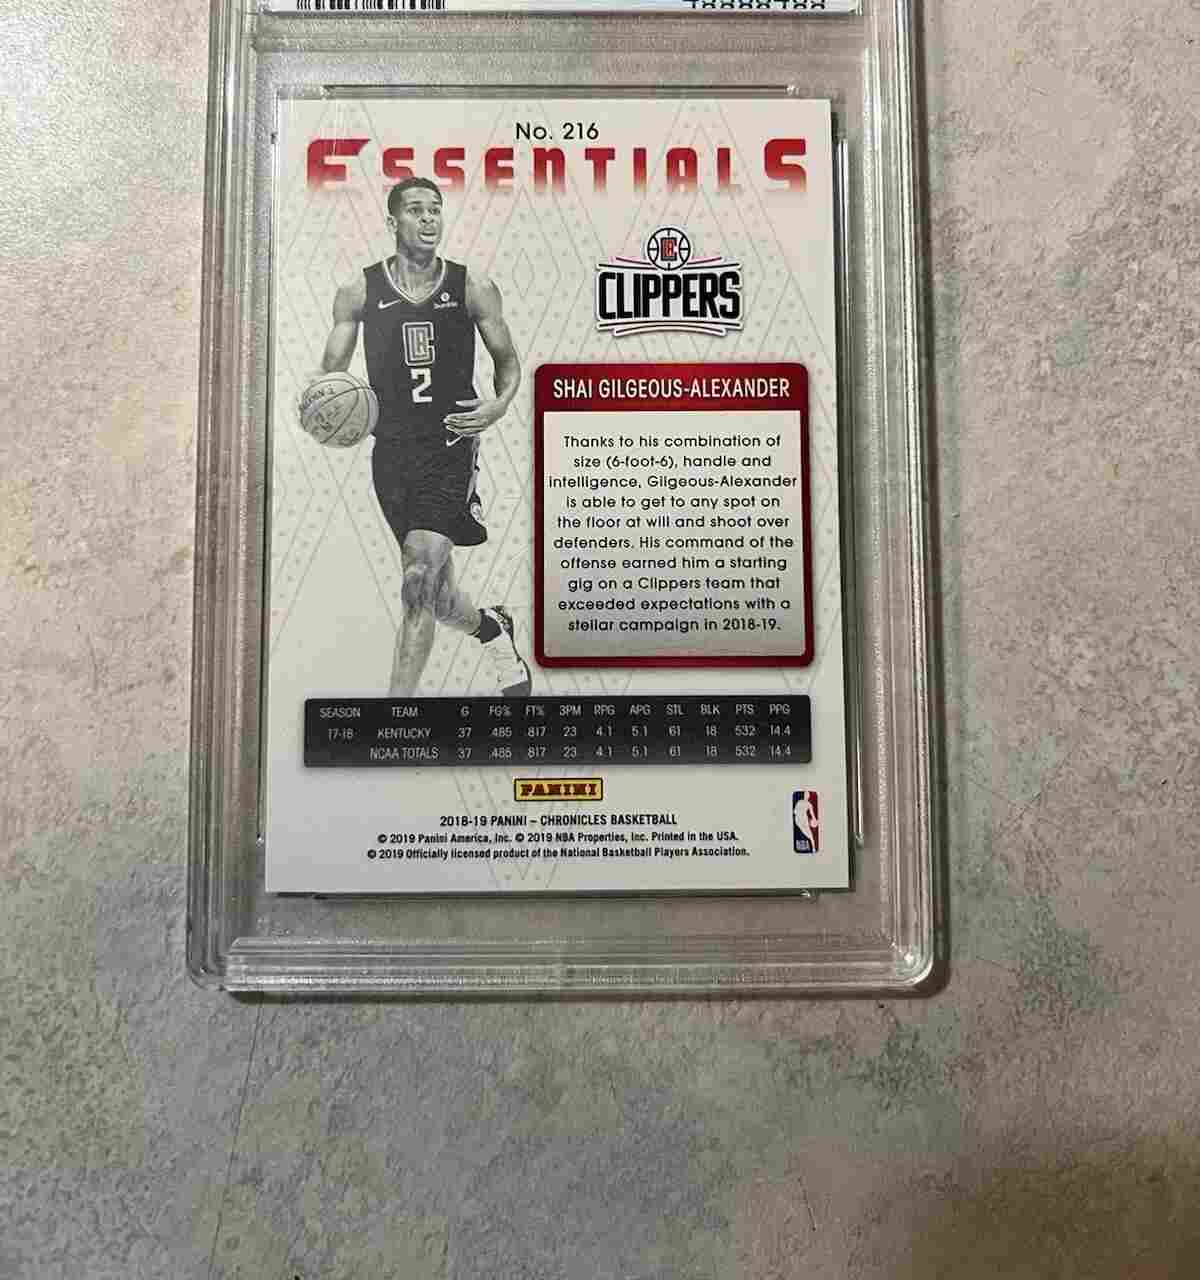 No. 216
ESSENTIALS
LAC
CLIPPERS
LAC
2
SHAI GILGEOUS-ALEXANDER
Thanks to his combination of
size (6-foot-6), handle and
intelligence, Gilgeous-Alexander
is able to get to any spot on
the floor at will and shoot over
defenders. His command of the
offense earned him a starting
gig on a Clippers team that
exceeded expectations with a
stellar campaign in 2018-19.
SEASON TEAM G FG% FT% 3PM RPG APG STL BLK PTS PPG
17-18 KENTUCKY 37 .485 .817 23 4.1 5.1 61 18 532 14.4
NCAA TOTALS 37 .485 .817 23 4.1 5.1 61 18 532 14.4
PANINI
2018-19 PANINI – CHRONICLES BASKETBALL
© 2019 Panini America, Inc. © 2019 NBA Properties, Inc. Printed in the USA.
© 2019 Officially licensed product of the National Basketball Players Association.
NBA